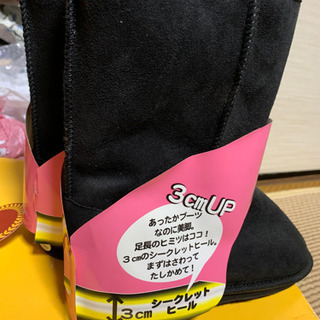 3cmUP
あったかブーツ
なのに美脚。
足長のヒミツはココ!
3cmのシークレットヒール。
まずはさわって
たしかめて!
3cm
シークレット
ヒール